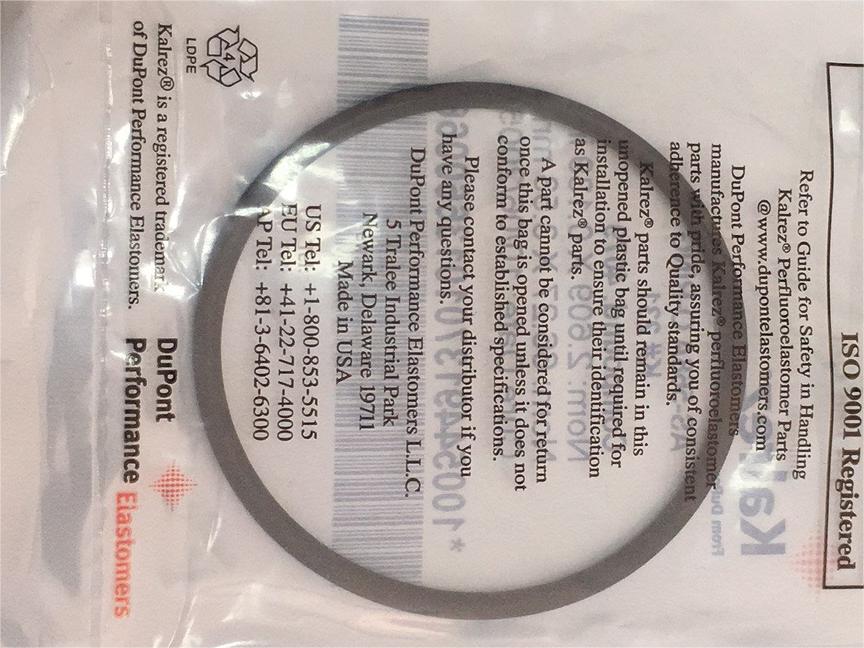 ISO 9001 Registered
Refer to Guide for Safety in Handling
Kalrez® Perfluoroelastomer Parts
@www.dupontelastomers.com
DuPont Performance Elastomers
manufactures Kalrez® perfluoroelastomer
parts with pride, assuring you of consistent
adherence to Quality standards.
Kalrez® parts should remain in this
unopened plastic bag until required for
installation to ensure their identification
as Kalrez® parts.
A part cannot be considered for return
once this bag is opened unless it does not
conform to established specifications.
Please contact your distributor if you
have any questions.
DuPont Performance Elastomers L.L.C.
5 Tralee Industrial Park
Newark, Delaware 19711
Made in USA
US Tel: +1-800-853-5515
EU Tel: +41-22-717-4000
AP Tel: +81-3-6402-6300
4
LDPE
Kalrez® is a registered trademark
of DuPont Performance Elastomers.
DuPont
Performance Elastomers